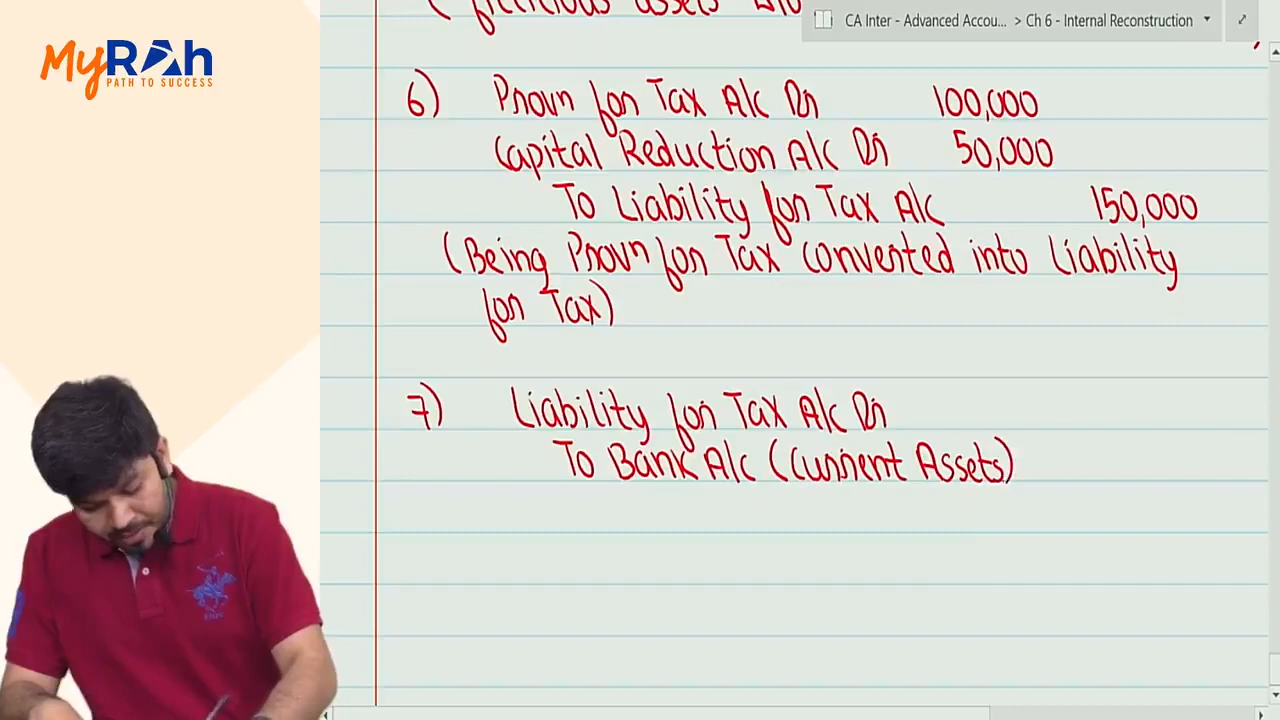 MyRAh
PATH TO SUCCESS
CA Inter - Advanced Accou... > Ch 6 - Internal Reconstruction
( fictitious assets
6) Provn for Tax A/c Dr 100,000
Capital Reduction A/c Dr 50,000
To Liability for Tax A/c 150,000
(Being Provn for Tax converted into Liability
for Tax)
7) Liability for Tax A/c Dr
To Bank A/c (Current Assets)